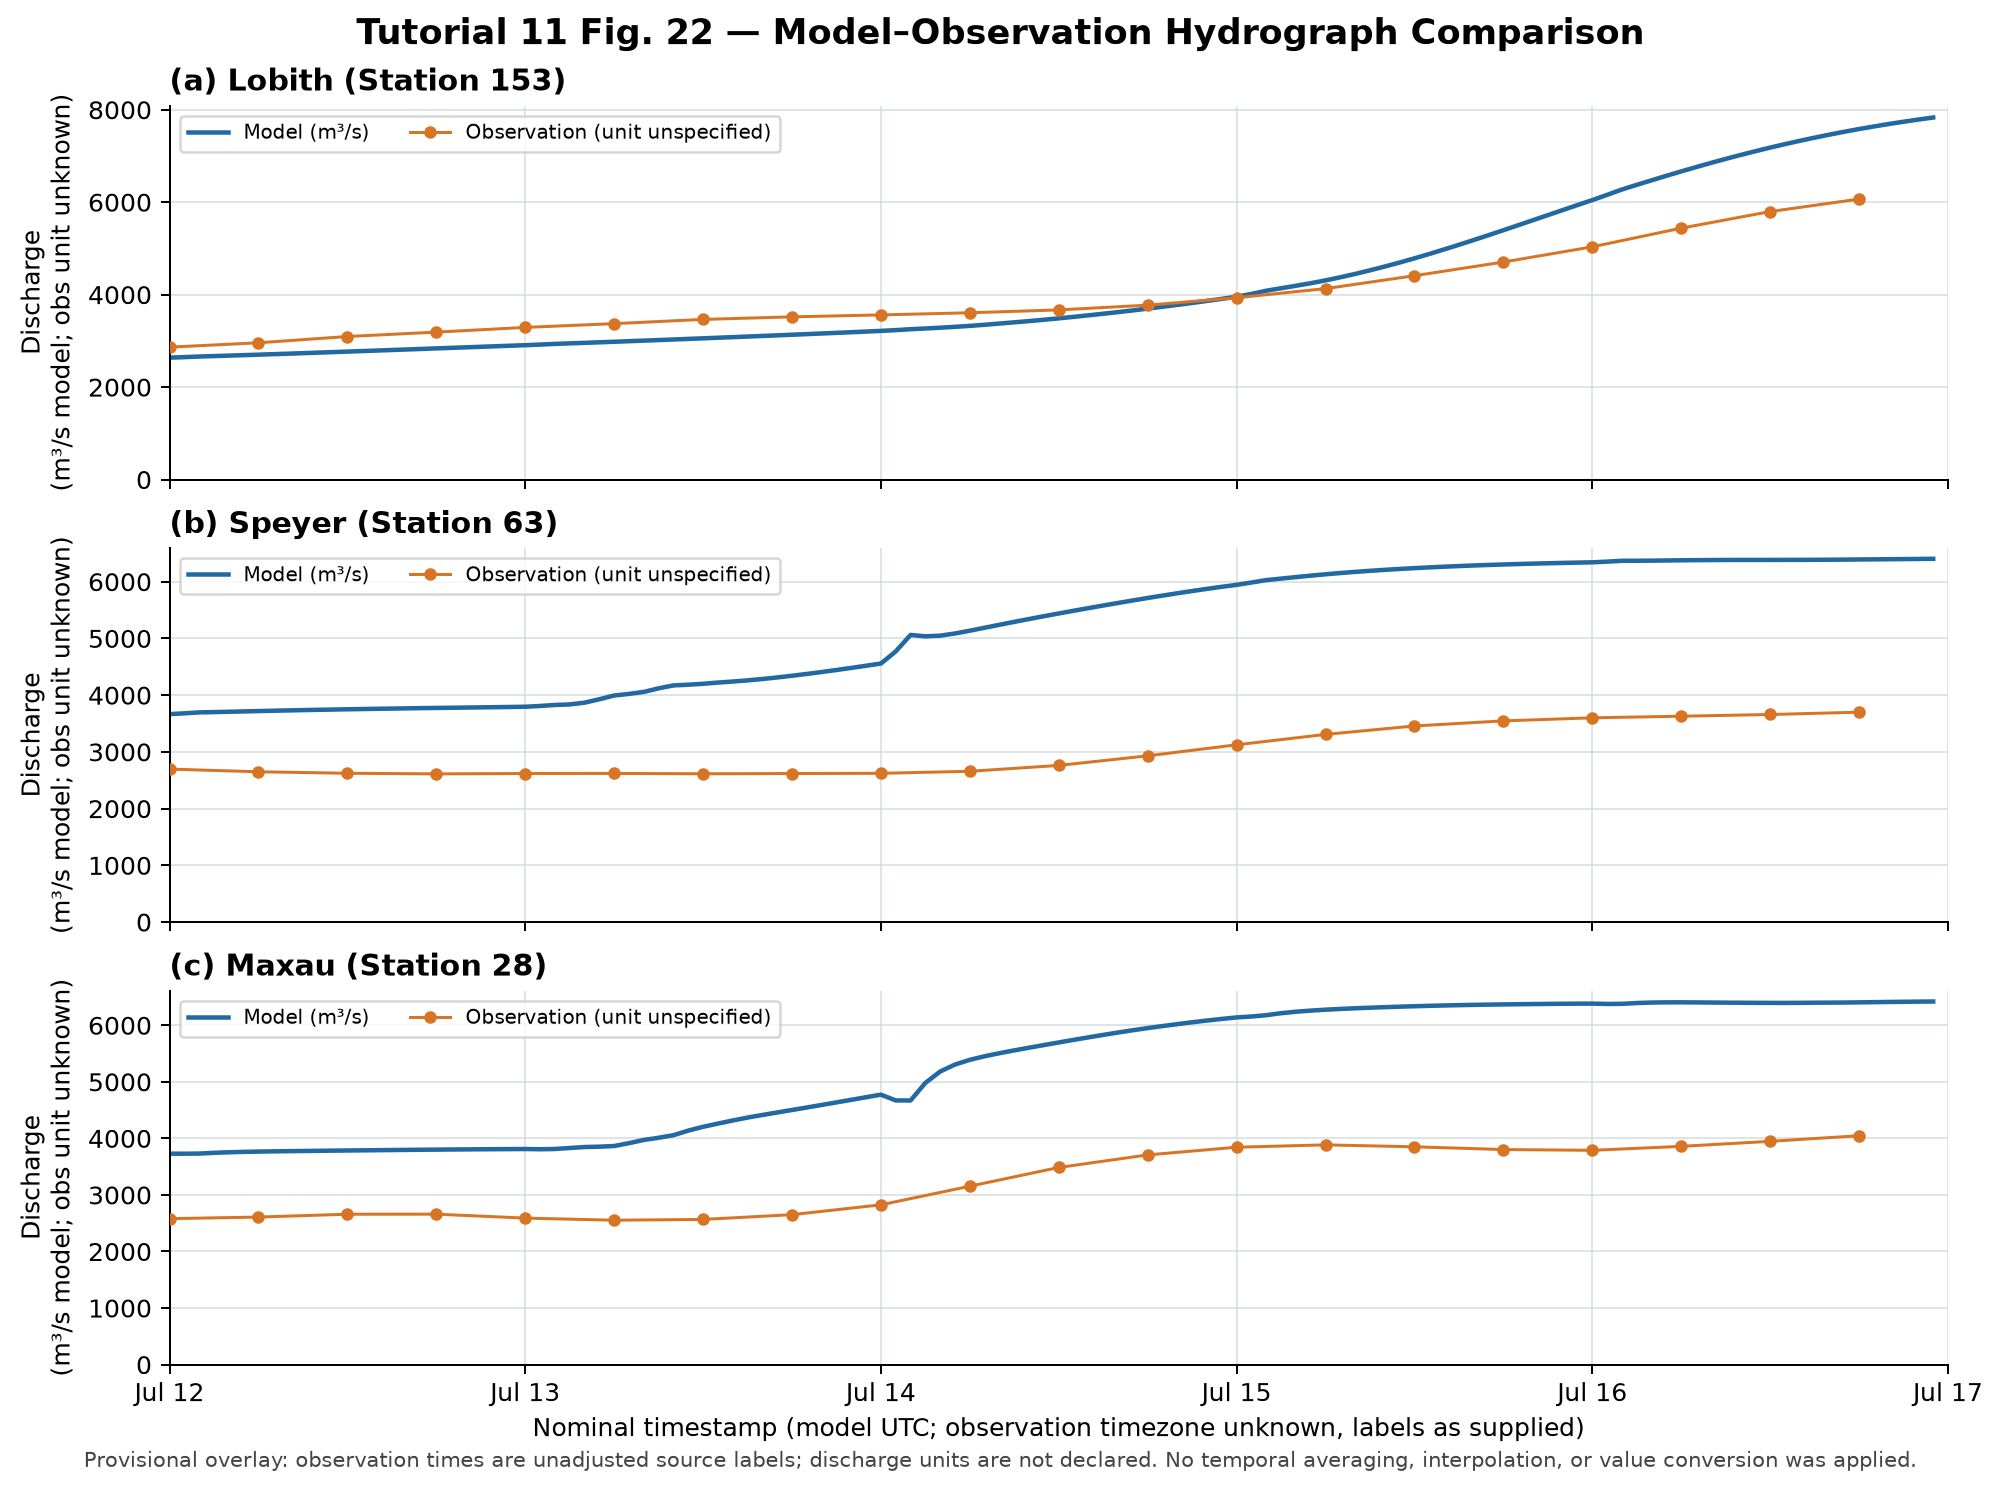 Tutorial 11 Fig. 22 — Model–Observation Hydrograph Comparison
(a) Lobith (Station 153)
Discharge
(m³/s model; obs unit unknown)
8000
6000
4000
2000
0
Model (m³/s)
Observation (unit unspecified)
(b) Speyer (Station 63)
Discharge
(m³/s model; obs unit unknown)
6000
5000
4000
3000
2000
1000
0
Model (m³/s)
Observation (unit unspecified)
(c) Maxau (Station 28)
Discharge
(m³/s model; obs unit unknown)
6000
5000
4000
3000
2000
1000
0
Model (m³/s)
Observation (unit unspecified)
Jul 12
Jul 13
Jul 14
Jul 15
Jul 16
Jul 17
Nominal timestamp (model UTC; observation timezone unknown, labels as supplied)
Provisional overlay: observation times are unadjusted source labels; discharge units are not declared. No temporal averaging, interpolation, or value conversion was applied.